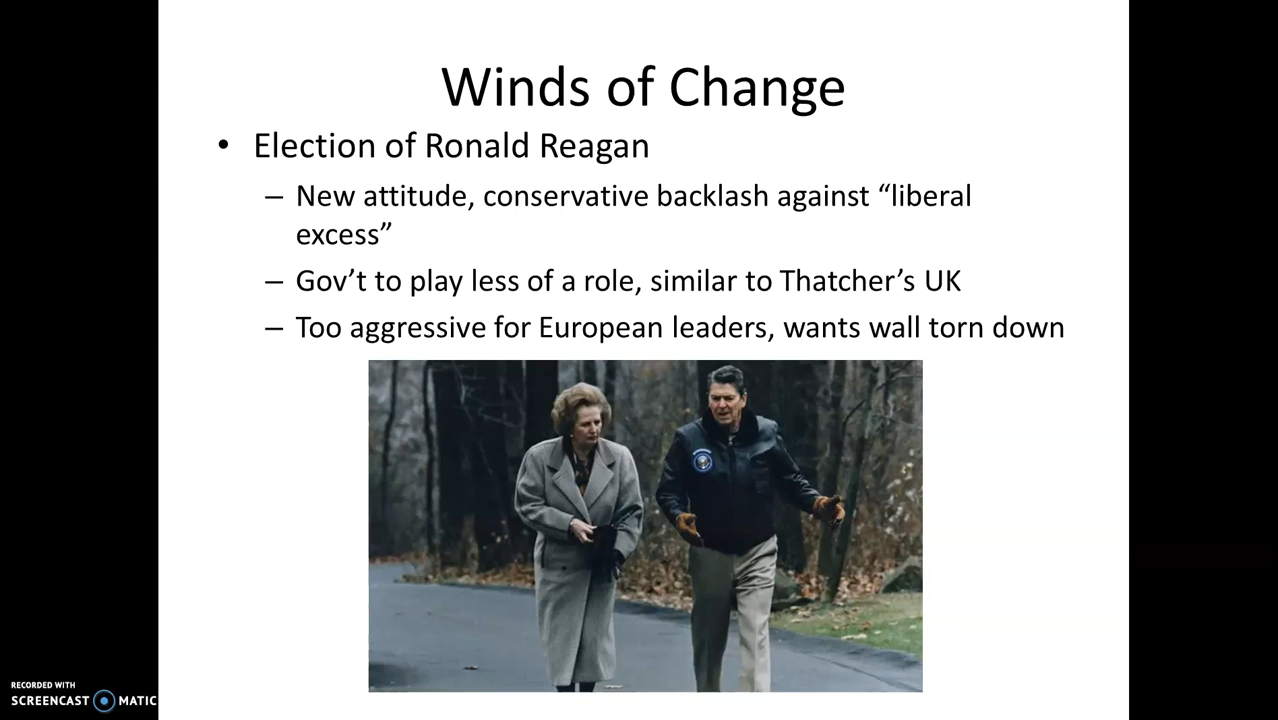 Winds of Change
• Election of Ronald Reagan
– New attitude, conservative backlash against “liberal
excess”
– Gov’t to play less of a role, similar to Thatcher’s UK
– Too aggressive for European leaders, wants wall torn down
RECORDED WITH
SCREENCAST MATIC